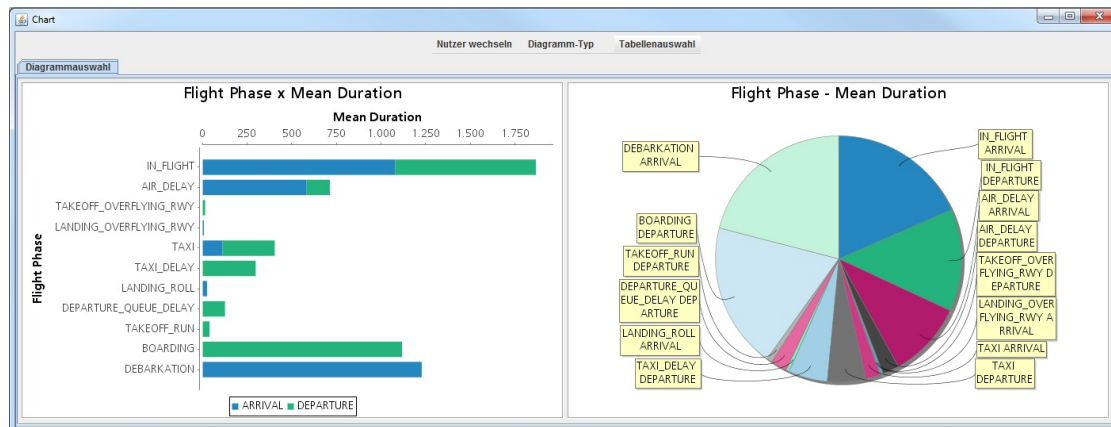 Chart
Nutzer wechseln Diagramm-Typ Tabellenauswahl
Diagrammauswahl
Flight Phase x Mean Duration
Mean Duration
0 250 500 750 1.000 1.250 1.500 1.750
Flight Phase
IN_FLIGHT
AIR_DELAY
TAKEOFF_OVERFLYING_RWY
LANDING_OVERFLYING_RWY
TAXI
TAXI_DELAY
LANDING_ROLL
DEPARTURE_QUEUE_DELAY
TAKEOFF_RUN
BOARDING
DEBARKATION
ARRIVAL DEPARTURE
Flight Phase - Mean Duration
DEBARKATION
ARRIVAL
BOARDING
DEPARTURE
TAKEOFF_RUN
DEPARTURE
DEPARTURE_QU
EUE_DELAY DEP
ARTURE
LANDING_ROLL
ARRIVAL
TAXI_DELAY
DEPARTURE
IN_FLIGHT
ARRIVAL
IN_FLIGHT
DEPARTURE
AIR_DELAY
ARRIVAL
AIR_DELAY
DEPARTURE
TAKEOFF_OVER
FLYING_RWY D
EPARTURE
LANDING_OVER
FLYING_RWY A
RRIVAL
TAXI ARRIVAL
TAXI
DEPARTURE